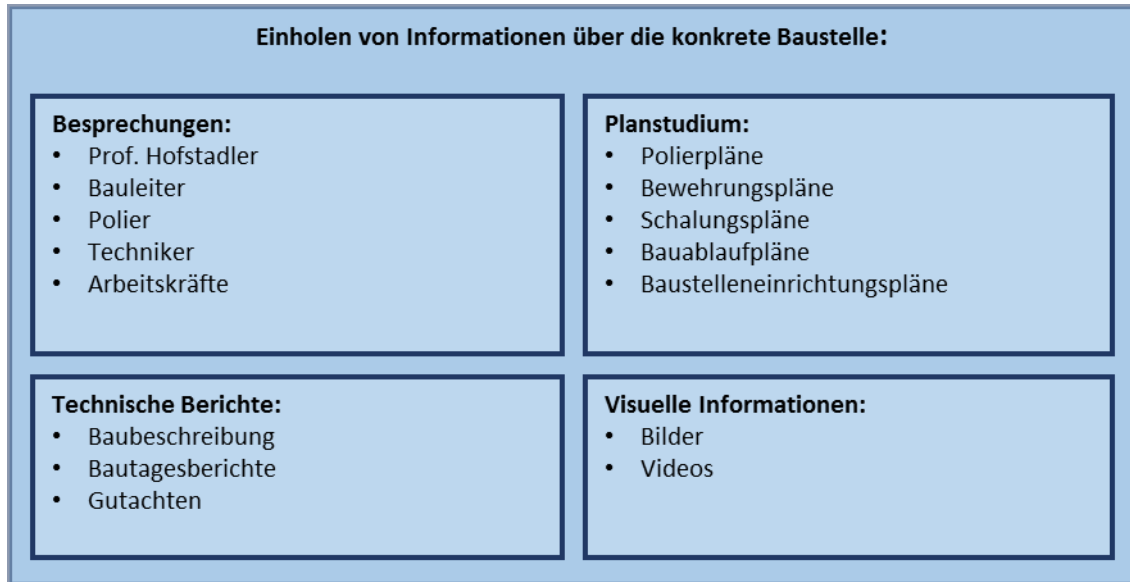 Einholen von Informationen über die konkrete Baustelle:
Besprechungen:
• Prof. Hofstadler
• Bauleiter
• Polier
• Techniker
• Arbeitskräfte
Planstudium:
• Polierpläne
• Bewehrungspläne
• Schalungspläne
• Bauablaufpläne
• Baustelleneinrichtungspläne
Technische Berichte:
• Baubeschreibung
• Bautagesberichte
• Gutachten
Visuelle Informationen:
• Bilder
• Videos